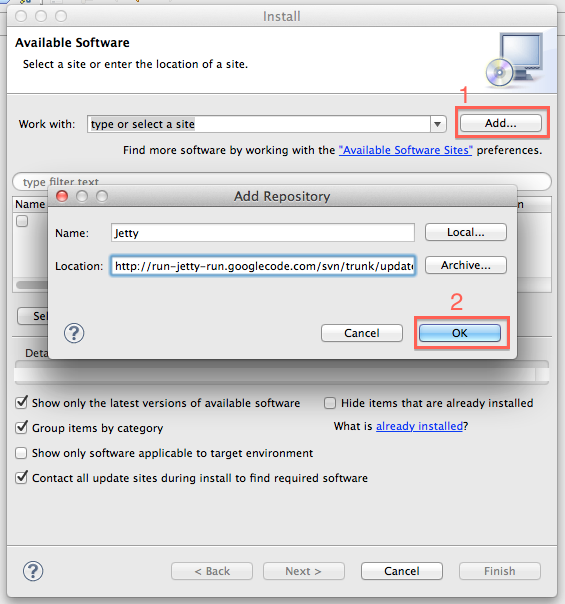 Install
Available Software
Select a site or enter the location of a site.
1
Work with: type or select a site Add...
Find more software by working with the "Available Software Sites" preferences.
type filter text
Name
Add Repository
Name: Jetty Local...
Location: http://run-jetty-run.googlecode.com/svn/trunk/update Archive...
2
Cancel OK
Show only the latest versions of available software Hide items that are already installed
Group items by category What is already installed?
Show only software applicable to target environment
Contact all update sites during install to find required software
< Back Next > Cancel Finish